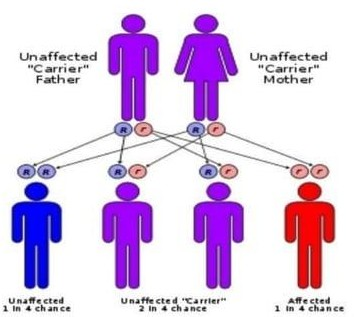 Unaffected
"Carrier"
Father
Unaffected
"Carrier"
Mother
R r R r
R R R r R r r r
Unaffected
1 in 4 chance
Unaffected "Carrier"
2 in 4 chance
Affected
1 in 4 chance